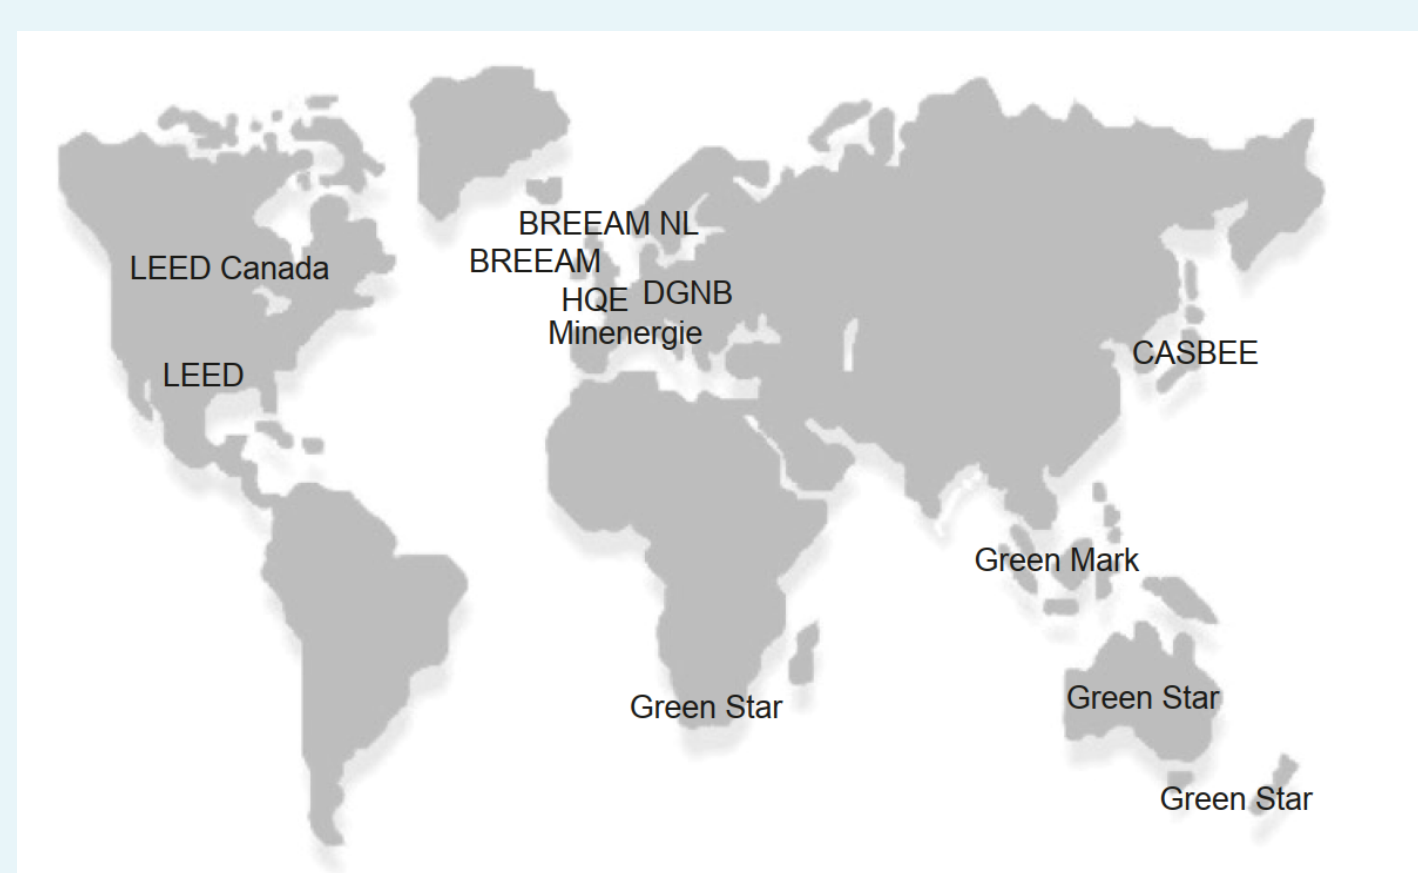 BREEAM NL
BREEAM
LEED Canada
HQE
DGNB
Minenergie
CASBEE
LEED
Green Mark
Green Star
Green Star
Green Star